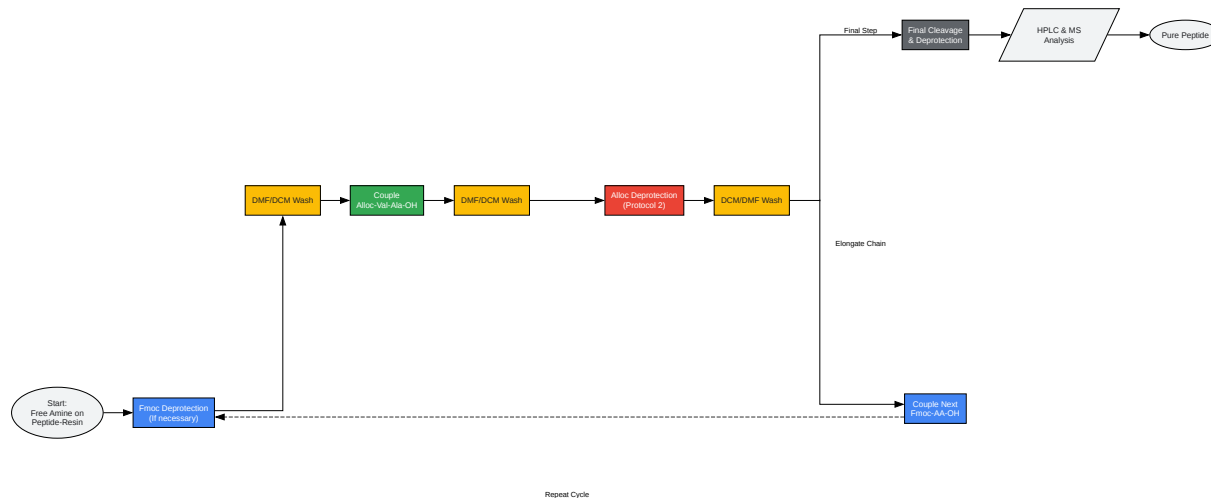 Final Step
Final Cleavage
& Deprotection
HPLC & MS
Analysis
Pure Peptide
DMF/DCM Wash
Couple
Alloc-Val-Ala-OH
DMF/DCM Wash
Alloc Deprotection
(Protocol 2)
DCM/DMF Wash
Elongate Chain
Start:
Free Amine on
Peptide-Resin
Fmoc Deprotection
(If necessary)
Couple Next
Fmoc-AA-OH
Repeat Cycle